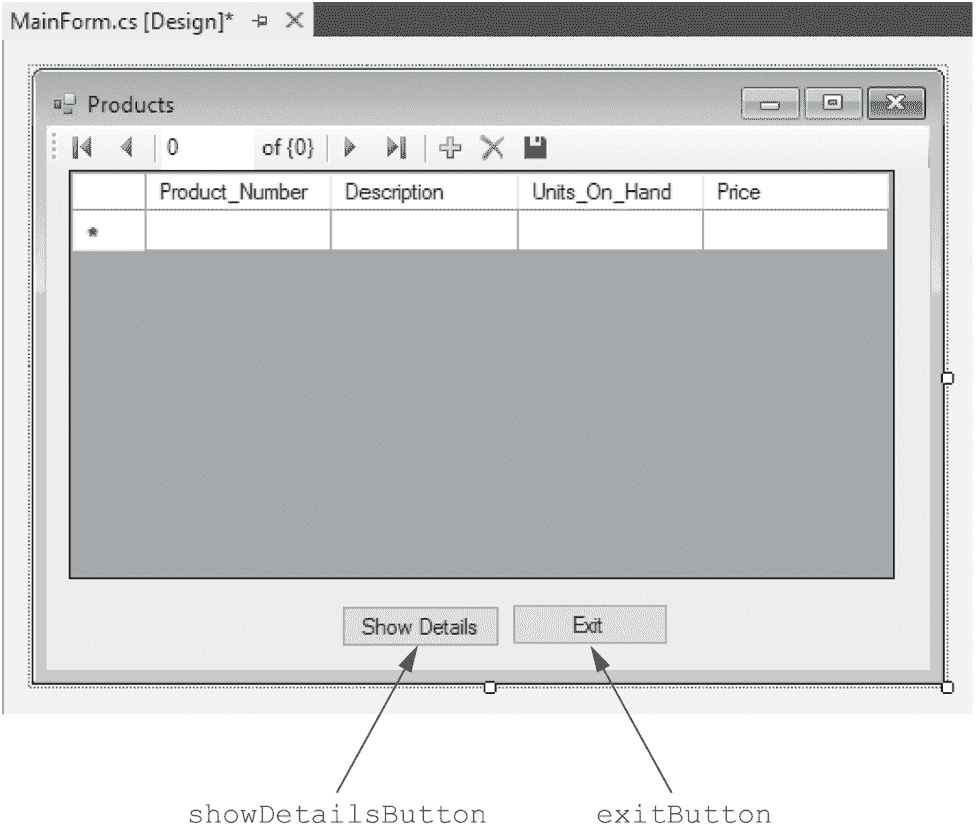 MainForm.cs [Design]*
Products
0 of {0}
Product_Number Description Units_On_Hand Price
*
Show Details Exit
showDetailsButton exitButton